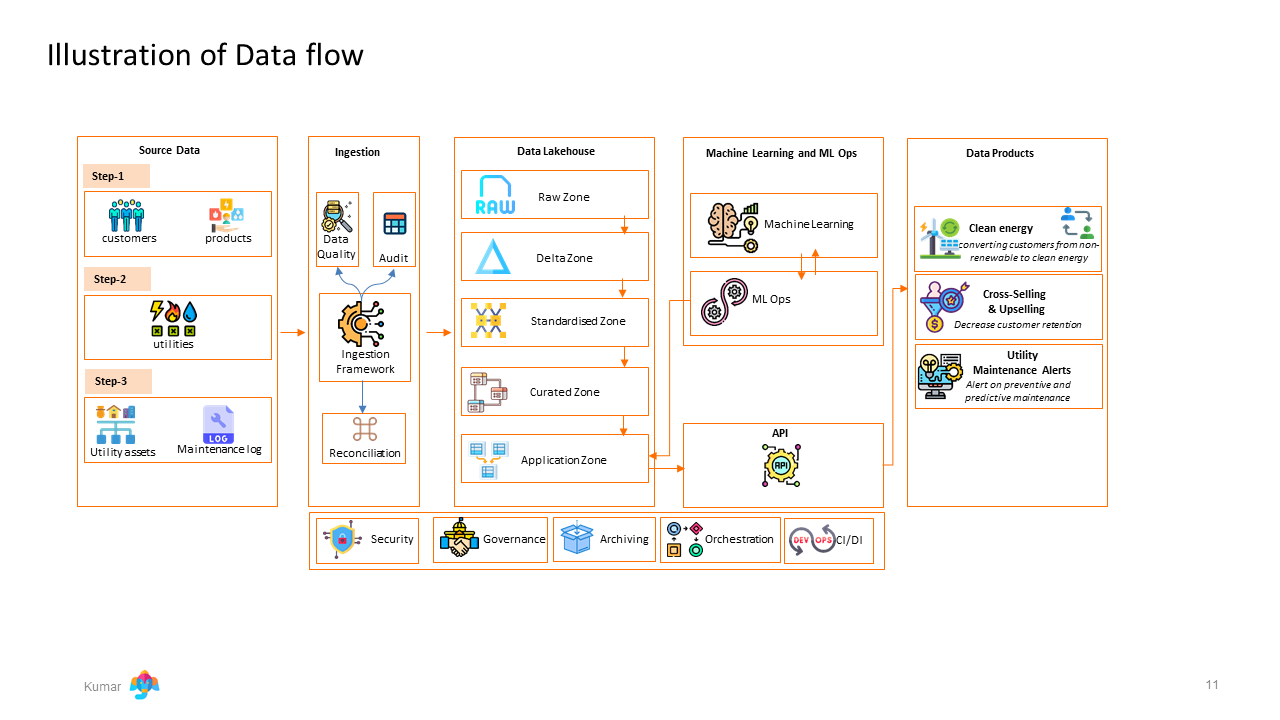 Illustration of Data flow
Source Data
Step-1
customers
products
Step-2
utilities
Step-3
Utility assets
LOG
Maintenance log
Ingestion
Data
Quality
Audit
Ingestion
Framework
Reconciliation
Data Lakehouse
RAW
Raw Zone
Delta Zone
Standardised Zone
Curated Zone
Application Zone
Machine Learning and ML Ops
Machine Learning
ML Ops
API
API
Data Products
Clean energy
converting customers from non-
renewable to clean energy
Cross-Selling
& Upselling
Decrease customer retention
Utility
Maintenance Alerts
Alert on preventive and
predictive maintenance
Security
Governance
Archiving
Orchestration
DEV OPS
CI/DI
Kumar
11